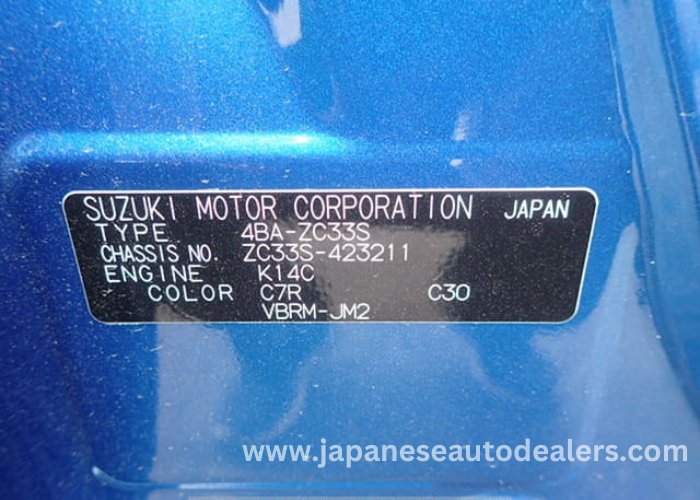 SUZUKI MOTOR CORPORATION JAPAN
TYPE 4BA-ZC33S
CHASSIS NO. ZC33S-423211
ENGINE K14C
COLOR C7R C30
VBRM-JM2
www.japaneseautodealers.com